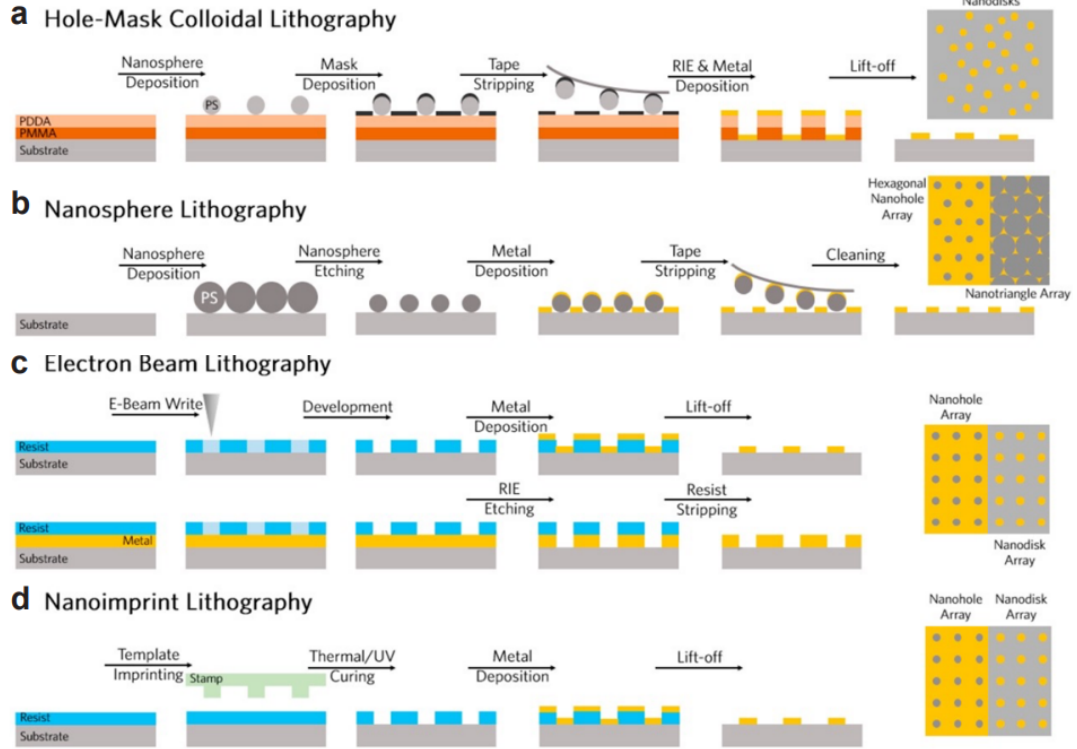 a Hole-Mask Colloidal Lithography
Nanodisks
Nanosphere
Deposition
Mask
Deposition
Tape
Stripping
RIE & Metal
Deposition
Lift-off
PS
PDDA
PMMA
Substrate
b Nanosphere Lithography
Hexagonal
Nanohole
Array
Nanosphere
Deposition
Nanosphere
Etching
Metal
Deposition
Tape
Stripping
Cleaning
PS
Substrate
Nanotriangle Array
c Electron Beam Lithography
E-Beam Write
Development
Metal
Deposition
Lift-off
Nanohole
Array
Resist
Substrate
RIE
Etching
Resist
Stripping
Resist
Metal
Substrate
Nanodisk
Array
d Nanoimprint Lithography
Nanohole
Array
Nanodisk
Array
Template
Imprinting
Stamp
Thermal/UV
Curing
Metal
Deposition
Lift-off
Resist
Substrate